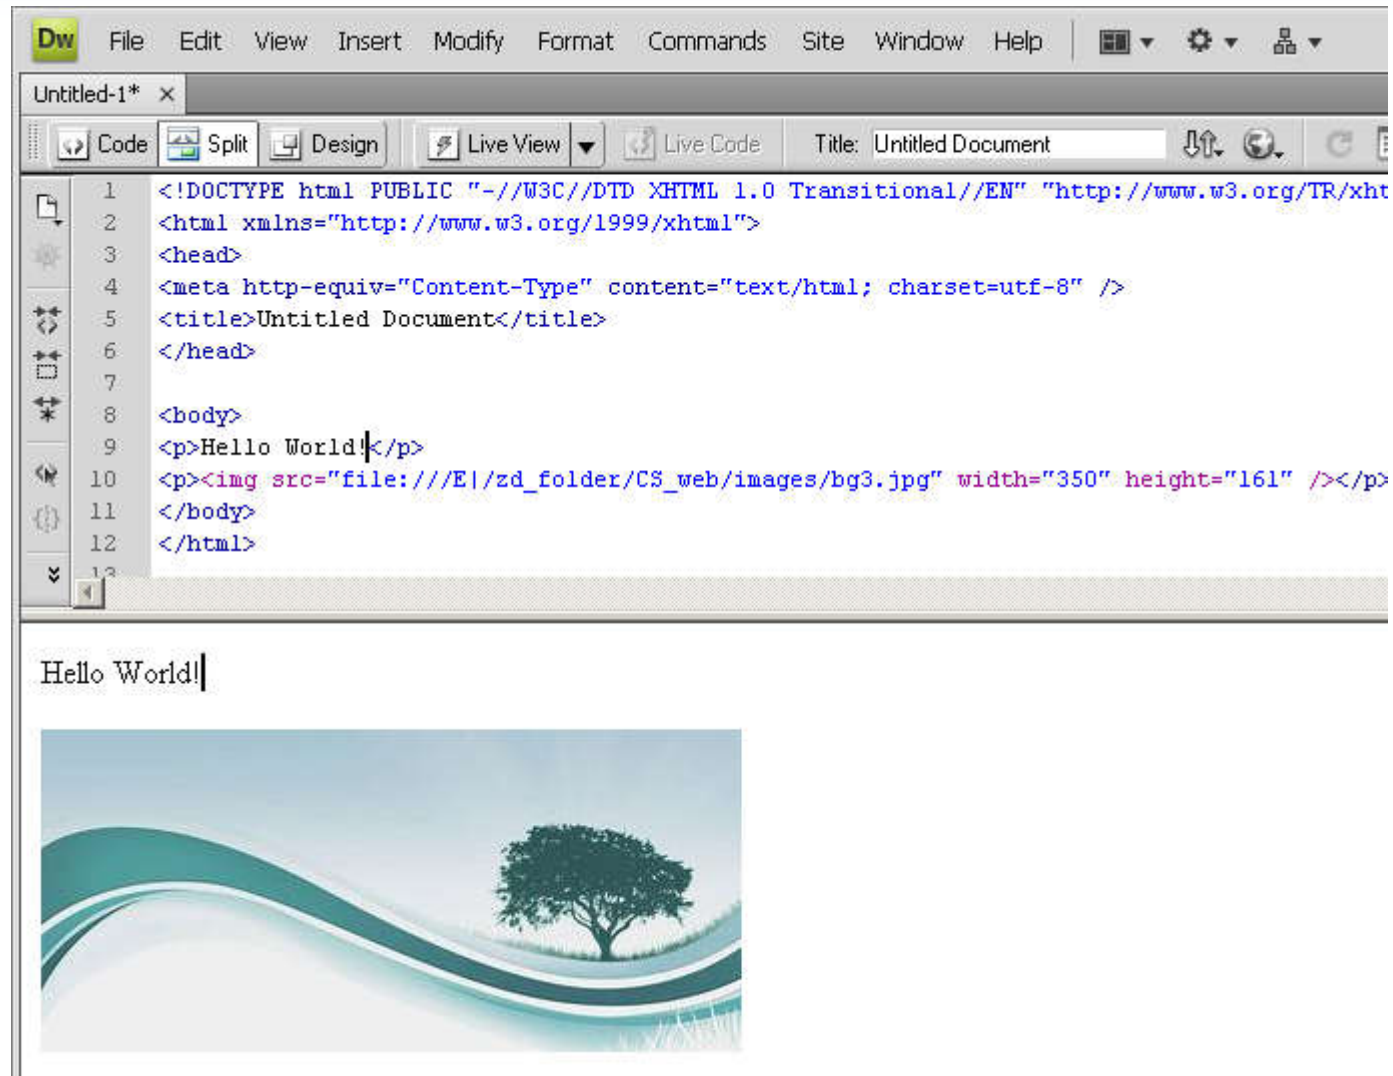 Dw File Edit View Insert Modify Format Commands Site Window Help
Untitled-1* ×
Code Split Design Live View Live Code Title: Untitled Document
1 <!DOCTYPE html PUBLIC "-//W3C//DTD XHTML 1.0 Transitional//EN" "http://www.w3.org/TR/xht
2 <html xmlns="http://www.w3.org/1999/xhtml">
3 <head>
4 <meta http-equiv="Content-Type" content="text/html; charset=utf-8" />
5 <title>Untitled Document</title>
6 </head>
7
8 <body>
9 <p>Hello World!</p>
10 <p><img src="file:///E|/zd_folder/CS_web/images/bg3.jpg" width="350" height="161" /></p>
11 </body>
12 </html>
13
Hello World!